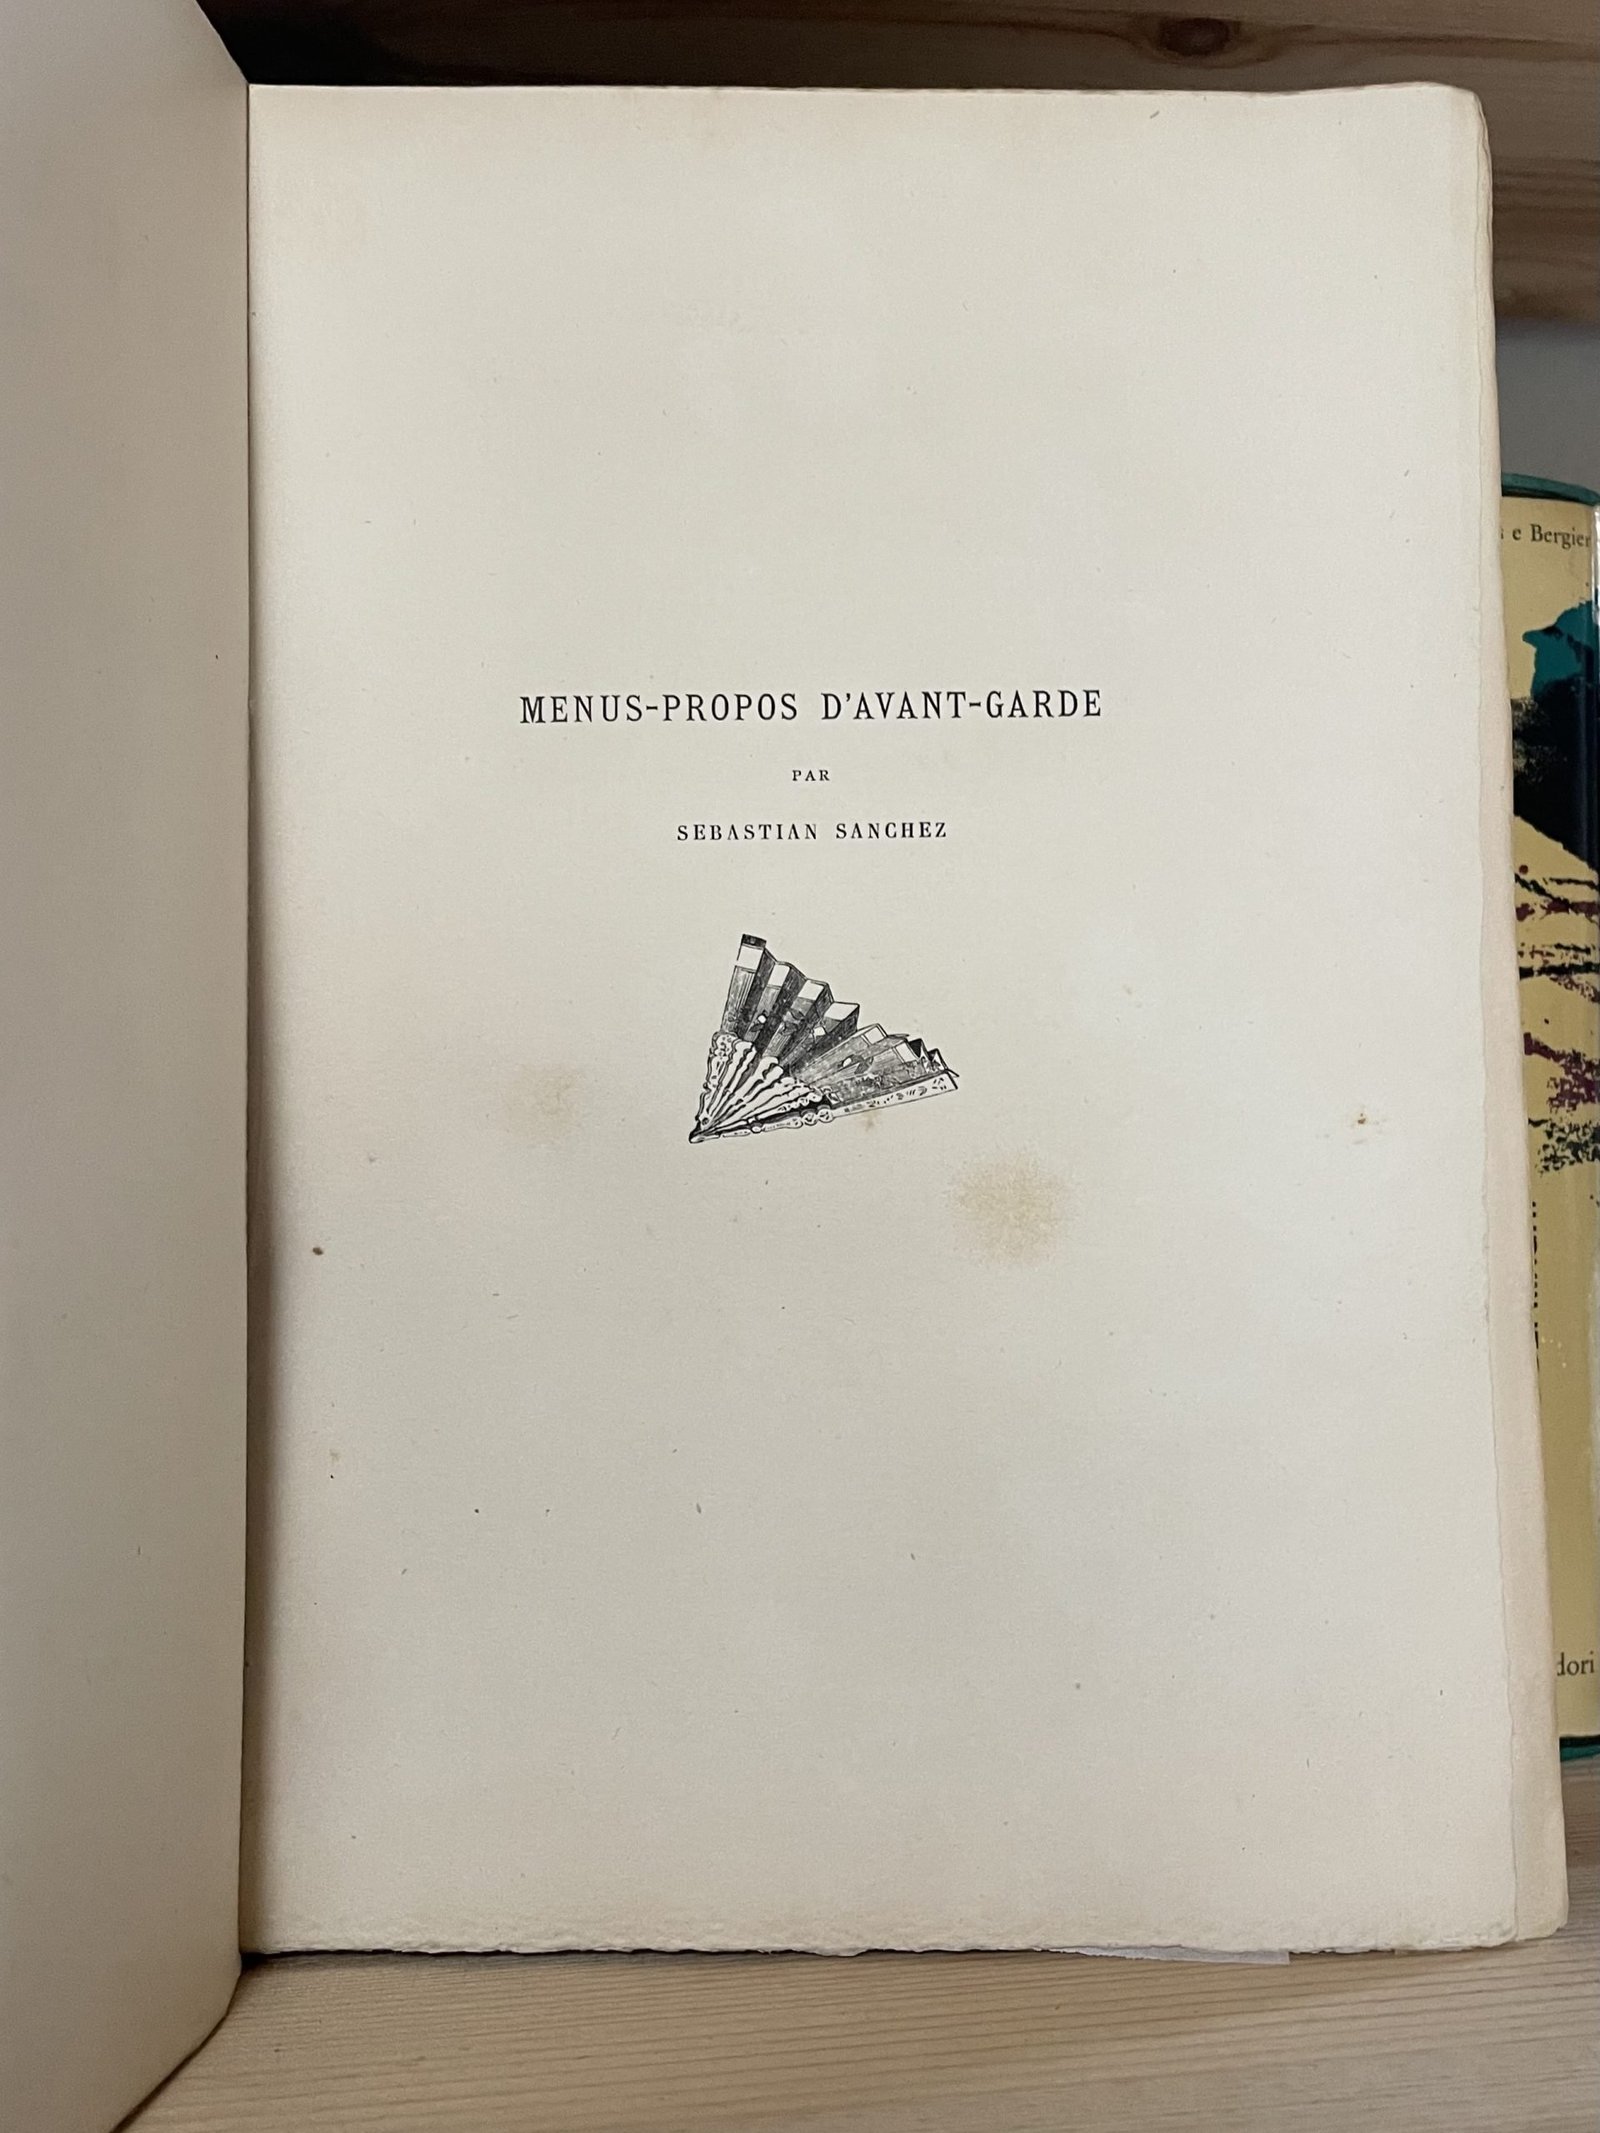 MENUS-PROPOS D'AVANT-GARDE
PAR
SEBASTIAN SANCHEZ
e Bergier
dori